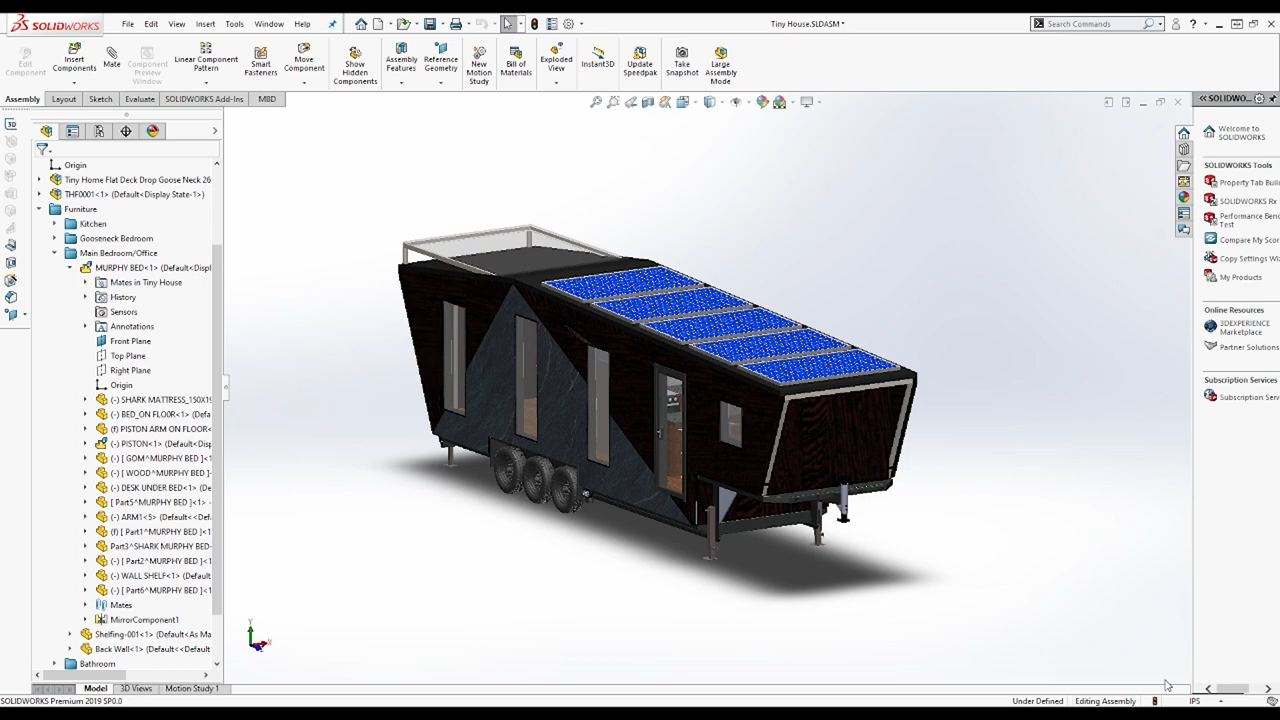 SOLIDWORKS
File Edit View Insert Tools Window Help
Tiny House.SLDASM *
Search Commands
Edit Component
Insert Components
Mate
Component Preview Window
Linear Component Pattern
Smart Fasteners
Move Component
Show Hidden Components
Assembly Features
Reference Geometry
New Motion Study
Bill of Materials
Exploded View
Instant3D
Update Speedpak
Take Snapshot
Large Assembly Mode
Assembly Layout Sketch Evaluate SOLIDWORKS Add-Ins MBD
Origin
Tiny Home Flat Deck Drop Goose Neck 26
THF0001<1> (Default<Display State-1>)
Furniture
Kitchen
Gooseneck Bedroom
Main Bedroom/Office
MURPHY BED<1> (Default<Displ
Mates in Tiny House
History
Sensors
Annotations
Front Plane
Top Plane
Right Plane
Origin
(-) SHARK MATTRESS_150X19
(-) BED_ON FLOOR<1> (Defau
(f) PISTON ARM ON FLOOR<
(-) PISTON<1> (Default<Disp
(-) [ GOM^MURPHY BED ]<1
(-) [ WOOD^MURPHY BED ]<
(-) DESK UNDER BED<1> (Def
[ Part5^MURPHY BED ]<1> -
(-) ARM1<5> (Default<<Def
(f) [ Part1^MURPHY BED ]<1
Part3^SHARK MURPHY BED-
(-) [ Part2^MURPHY BED ]<1
(-) WALL SHELF<1> (Default
(-) [ Part6^MURPHY BED ]<1
Mates
MirrorComponent1
Shelfing-001<1> (Default<As Ma
Back Wall<1> (Default<<Default
Bathroom
Y
X
Model 3D Views Motion Study 1
SOLIDWORKS Premium 2019 SP0.0
Under Defined Editing Assembly IPS
SOLIDWO...
Welcome to SOLIDWORKS
SOLIDWORKS Tools
Property Tab Buil
SOLIDWORKS Rx
Performance Benc
Test
Compare My Scor
Copy Settings Wiz
My Products
Online Resources
3DEXPERIENCE
Marketplace
Partner Solutions
Subscription Services
Subscription Serv